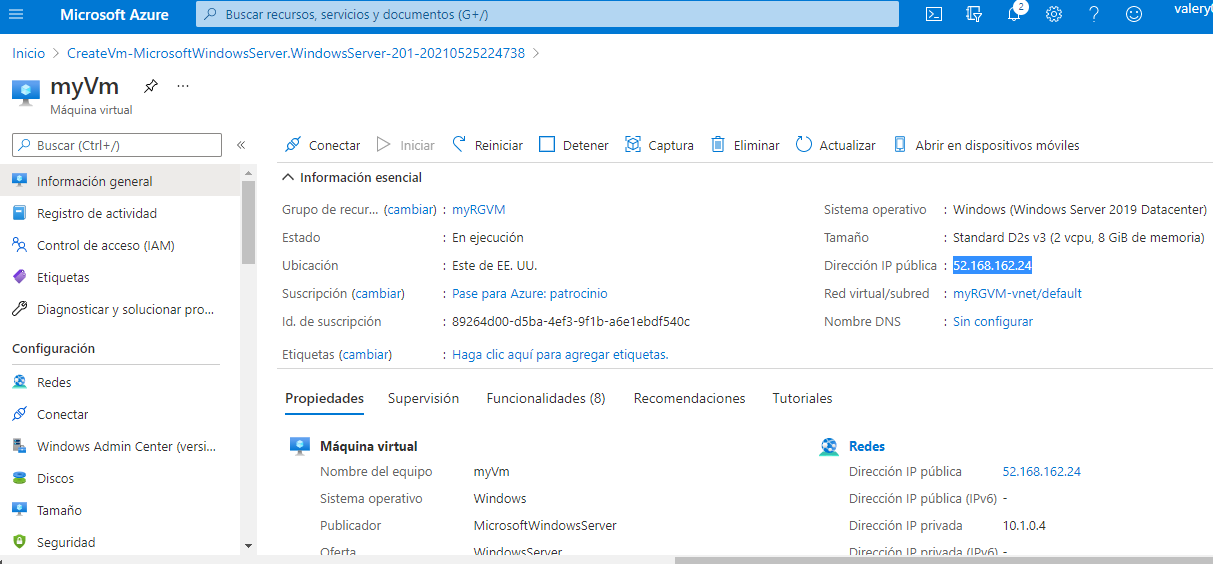 Microsoft Azure
Buscar recursos, servicios y documentos (G+/)
2
Inicio > CreateVm-MicrosoftWindowsServer.WindowsServer-201-20210525224738 >
myVm
...
Máquina virtual
Buscar (Ctrl+/)
«
Información general
Registro de actividad
Control de acceso (IAM)
Etiquetas
Diagnosticar y solucionar pro...
Configuración
Redes
Conectar
Windows Admin Center (versi...
Discos
Tamaño
Seguridad
Conectar
Iniciar
Reiniciar
Detener
Captura
Eliminar
Actualizar
Abrir en dispositivos móviles
Información esencial
Grupo de recur... (cambiar) : myRGVM
Estado : En ejecución
Ubicación : Este de EE. UU.
Suscripción (cambiar) : Pase para Azure: patrocinio
Id. de suscripción : 89264d00-d5ba-4ef3-9f1b-a6e1ebdf540c
Etiquetas (cambiar) : Haga clic aquí para agregar etiquetas.
Sistema operativo : Windows (Windows Server 2019 Datacenter)
Tamaño : Standard D2s v3 (2 vcpu, 8 GiB de memoria)
Dirección IP pública : 52.168.162.24
Red virtual/subred : myRGVM-vnet/default
Nombre DNS : Sin configurar
Propiedades
Supervisión
Funcionalidades (8)
Recomendaciones
Tutoriales
Máquina virtual
Nombre del equipo myVm
Sistema operativo Windows
Publicador MicrosoftWindowsServer
Oferta WindowsServer
Redes
Dirección IP pública 52.168.162.24
Dirección IP pública (IPv6) -
Dirección IP privada 10.1.0.4
Dirección IP privada (IPv6) -